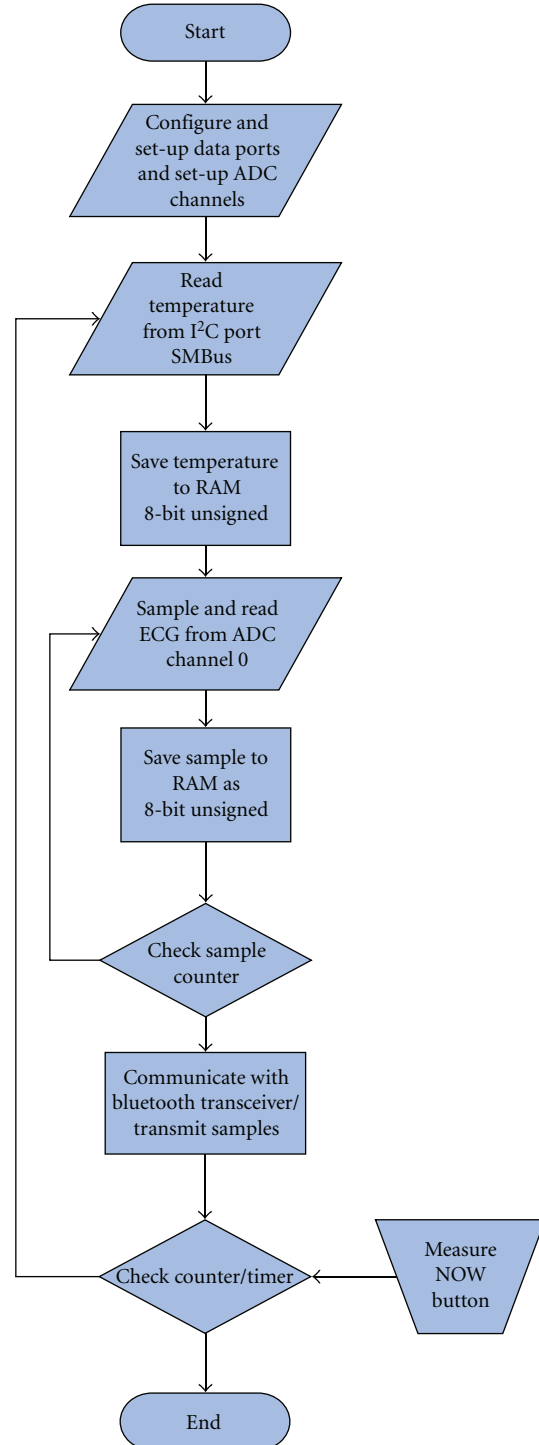 Start
Configure and
set-up data ports
and set-up ADC
channels
Read
temperature
from I²C port
SMBus
Save temperature
to RAM
8-bit unsigned
Sample and read
ECG from ADC
channel 0
Save sample to
RAM as
8-bit unsigned
Check sample
counter
Communicate with
bluetooth transceiver/
transmit samples
Check counter/timer
Measure
NOW
button
End